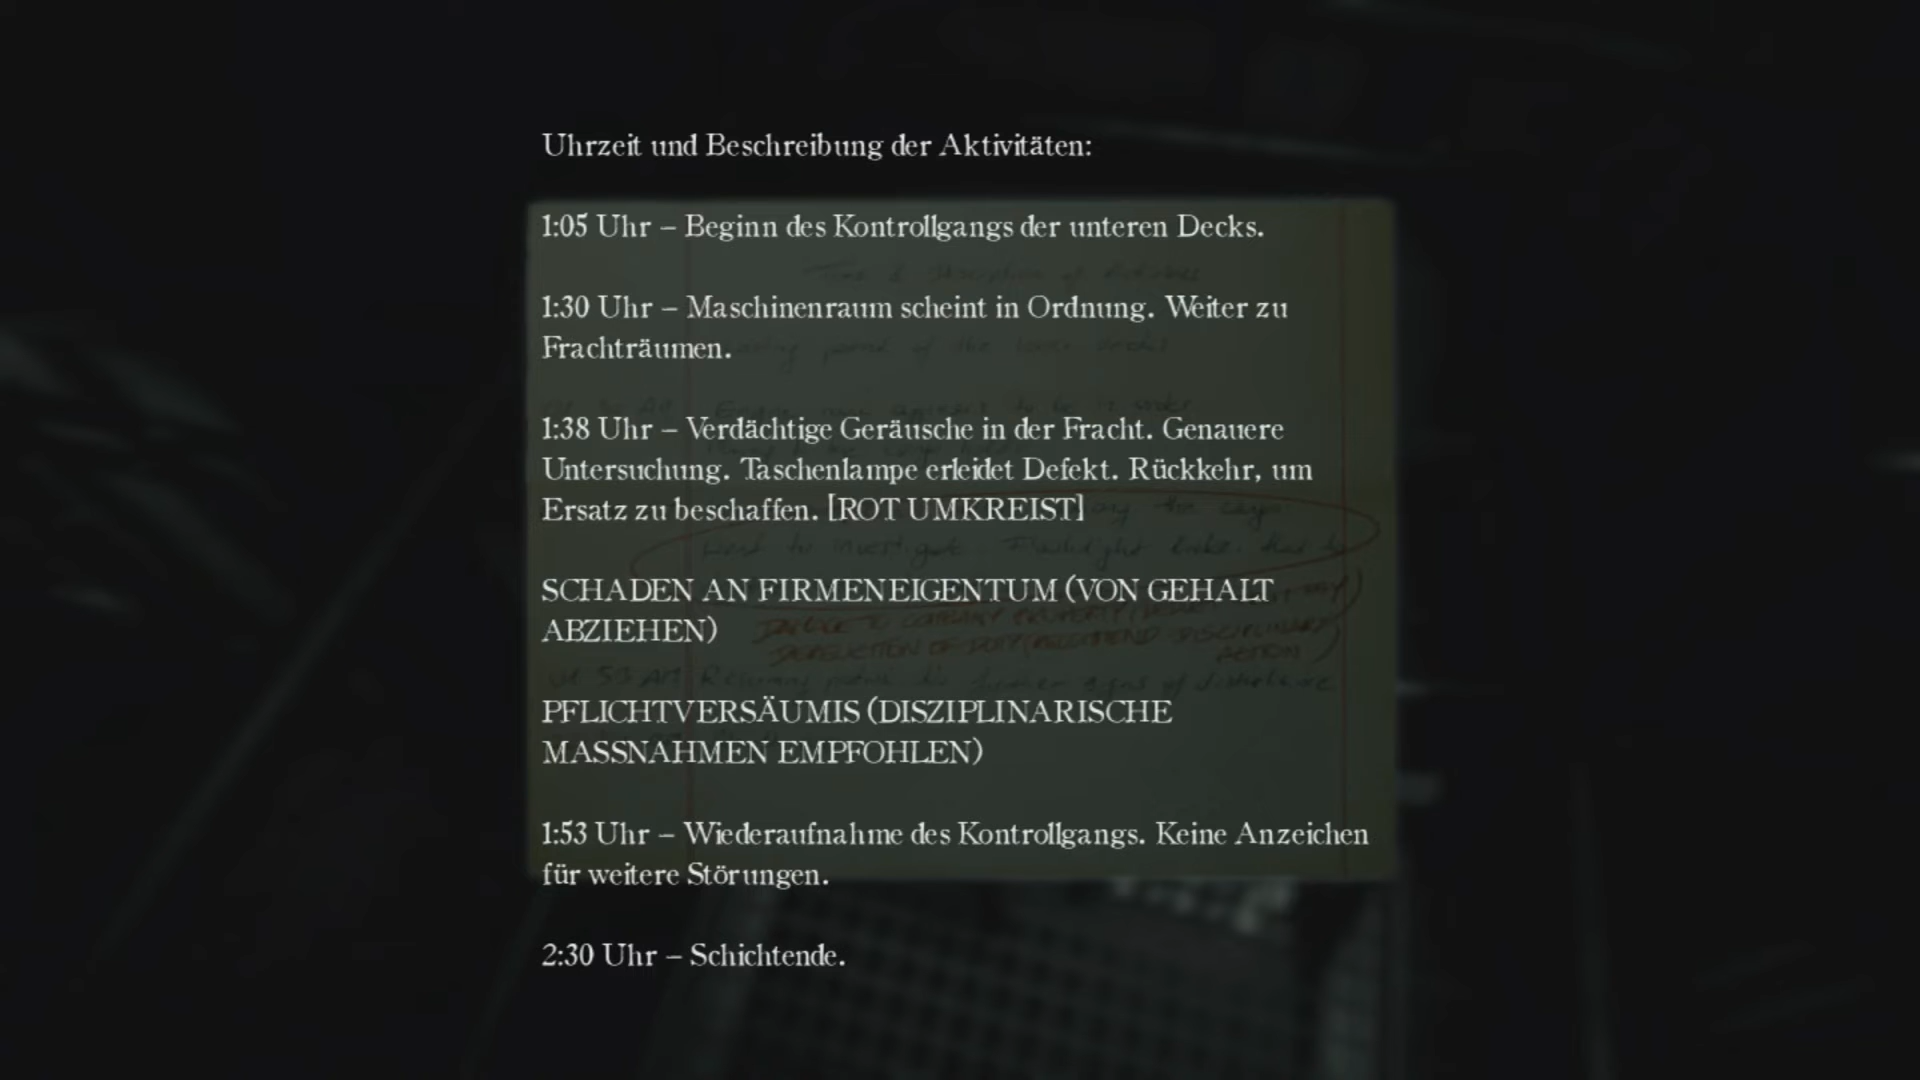 Uhrzeit und Beschreibung der Aktivitäten:
1:05 Uhr – Beginn des Kontrollgangs der unteren Decks.
1:30 Uhr – Maschinenraum scheint in Ordnung. Weiter zu
Frachträumen.
1:38 Uhr – Verdächtige Geräusche in der Fracht. Genauere
Untersuchung. Taschenlampe erleidet Defekt. Rückkehr, um
Ersatz zu beschaffen. [ROT UMKREIST]
SCHADEN AN FIRMENEIGENTUM (VON GEHALT
ABZIEHEN)
PFLICHTVERSÄUMIS (DISZIPLINARISCHE
MASSNAHMEN EMPFOHLEN)
1:53 Uhr – Wiederaufnahme des Kontrollgangs. Keine Anzeichen
für weitere Störungen.
2:30 Uhr – Schichtende.